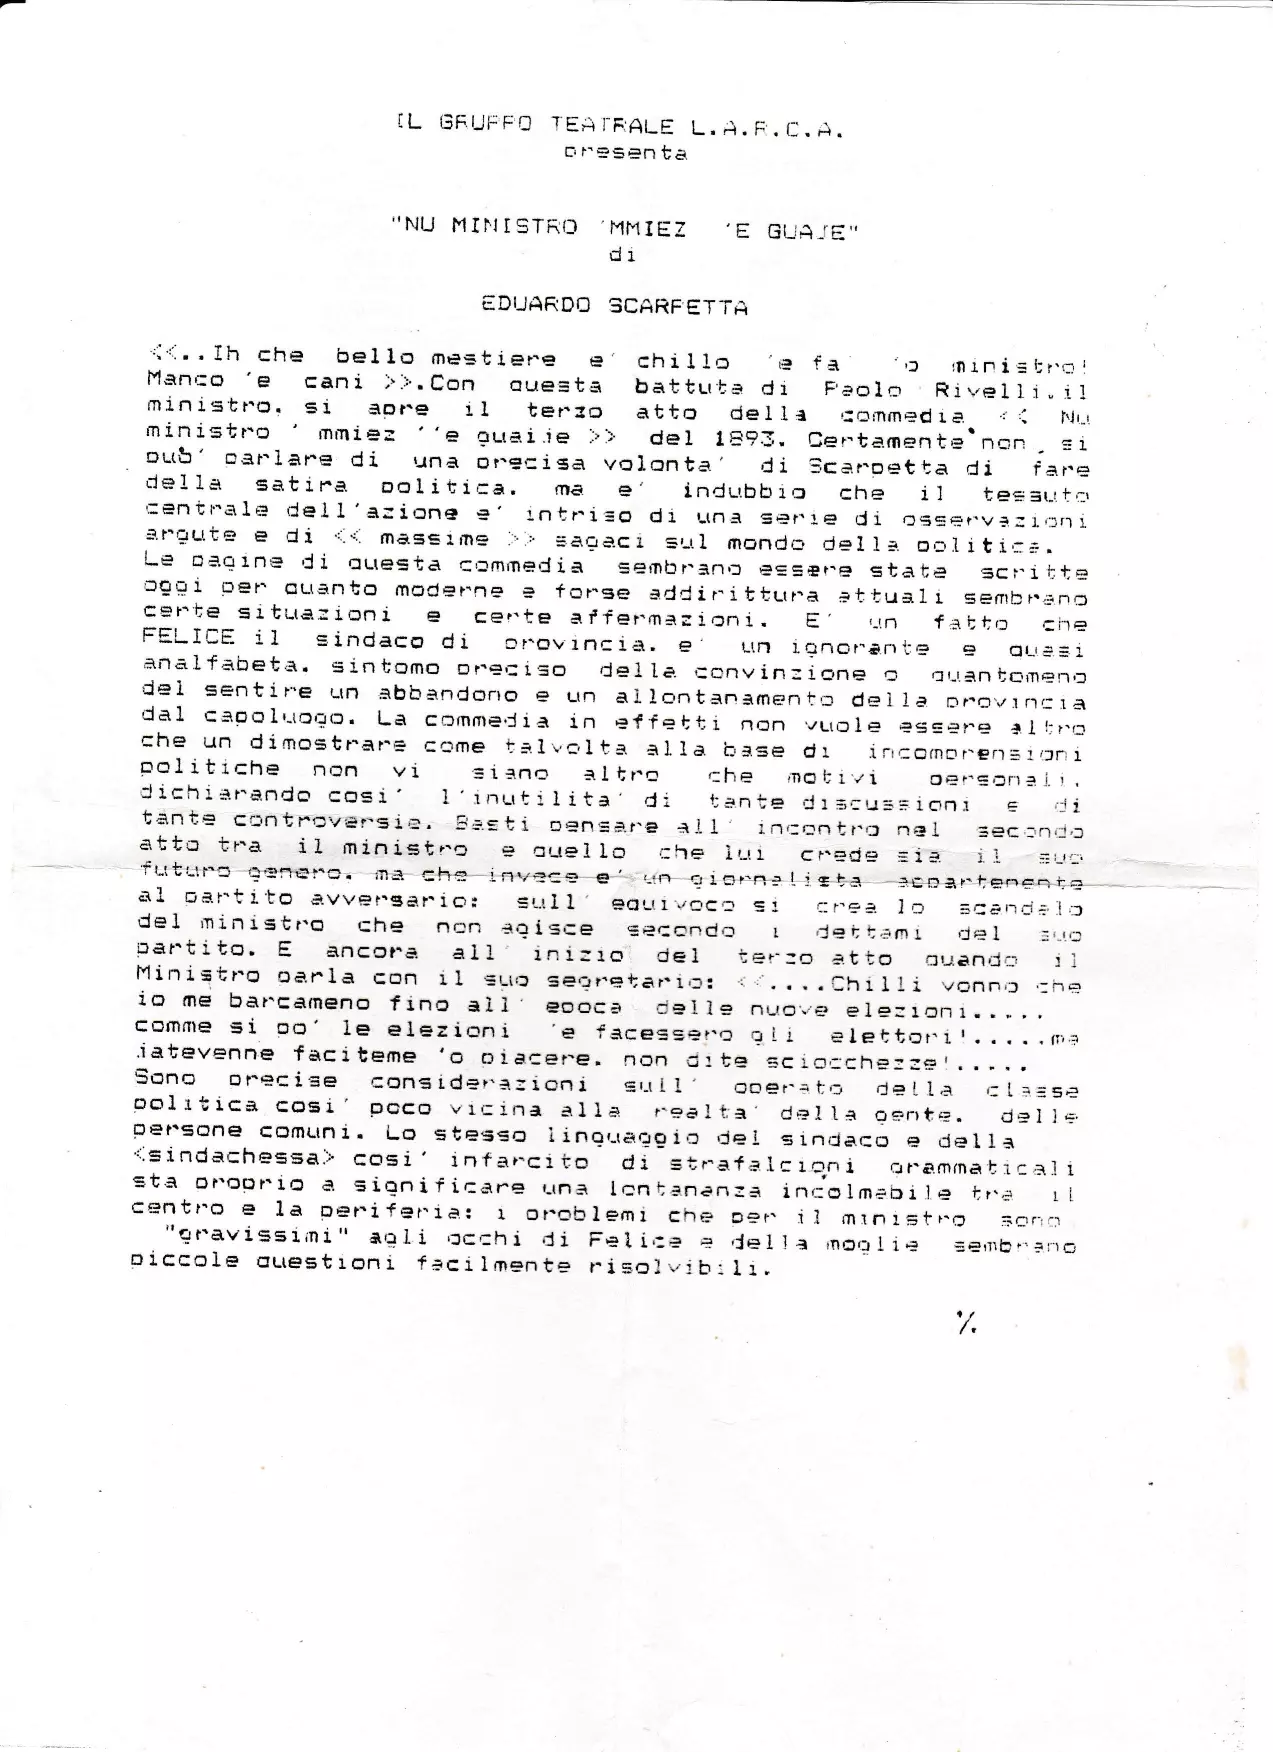 IL GRUPPO TEATRALE L.A.R.C.A.
presenta
"NU MINISTRO 'MMIEZ 'E GUAJE"
di
EDUARDO SCARPETTA
<<..Ih che bello mestiere e' chillo 'e fa 'o ministro!
Manco 'e cani >>.Con questa battuta di Paolo Rivelli,il
ministro, si apre il terzo atto della commedia << Nu
ministro ' mmiez ''e guaije >> del 1893. Certamente non si
puo' parlare di una precisa volonta' di Scarpetta di fare
della satira politica, ma e' indubbio che il tessuto
centrale dell'azione e' intriso di una serie di osservazioni
argute e di << massime >> sagaci sul mondo della politica.
Le pagine di questa commedia sembrano essere state scritte
oggi per quanto moderne e forse addirittura attuali sembrano
certe situazioni e certe affermazioni. E' un fatto che
FELICE il sindaco di provincia, e' un ignorante e quasi
analfabeta, sintomo preciso della convinzione o quantomeno
del sentire un abbandono e un allontanamento della provincia
dal capoluogo. La commedia in effetti non vuole essere altro
che un dimostrare come talvolta alla base di incomprensioni
politiche non vi siano altro che motivi personali,
dichiarando cosi' l'inutilita' di tante discussioni e di
tante controversie. Basti pensare all' incontro nel secondo
atto tra il ministro e quello che lui crede sia il suo
futuro genero, ma che invece e' un giornalista appartenente
al partito avversario: sull' equivoco si crea lo scandalo
del ministro che non agisce secondo i dettami del suo
partito. E ancora all' inizio del terzo atto quando il
Ministro parla con il suo segretario: <<....Chilli vonno che
io me barcameno fino all' epoca delle nuove elezioni.....
comme si po' le elezioni 'e facessero gli elettori!.....ma
jatevenne faciteme 'o piacere, non dite sciocchezze!.....
Sono precise considerazioni sull' operato della classe
politica cosi' poco vicina alla realta' della gente, delle
persone comuni. Lo stesso linguaggio del sindaco e della
<sindachessa> cosi' infarcito di strafalcioni grammaticali
sta proprio a significare una lontananza incolmabile tra il
centro e la periferia: i problemi che per il ministro sono
"gravissimi" agli occhi di Felice e della moglie sembrano
piccole questioni facilmente risolvibili.
%.